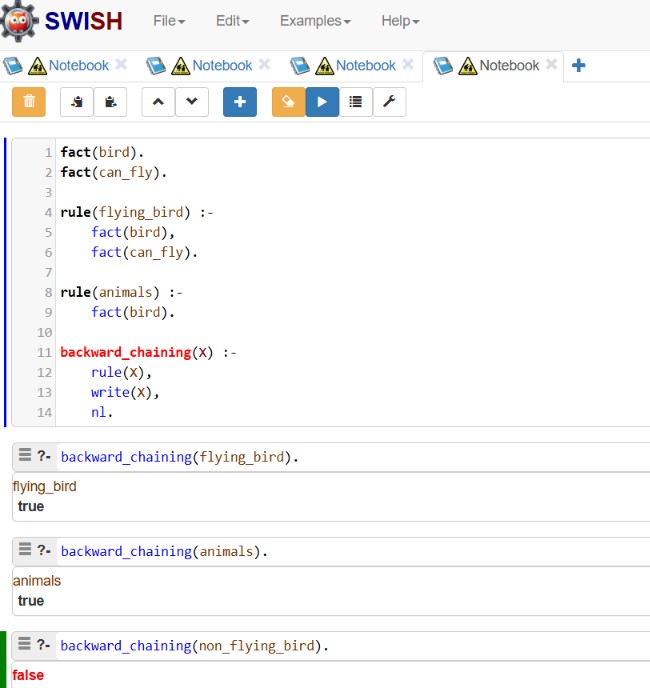 SWISH File Edit Examples Help
Notebook Notebook Notebook Notebook
1 fact(bird).
2 fact(can_fly).
3
4 rule(flying_bird) :-
5     fact(bird),
6     fact(can_fly).
7
8 rule(animals) :-
9     fact(bird).
10
11 backward_chaining(X) :-
12     rule(X),
13     write(X),
14     nl.
?- backward_chaining(flying_bird).
flying_bird
true
?- backward_chaining(animals).
animals
true
?- backward_chaining(non_flying_bird).
false